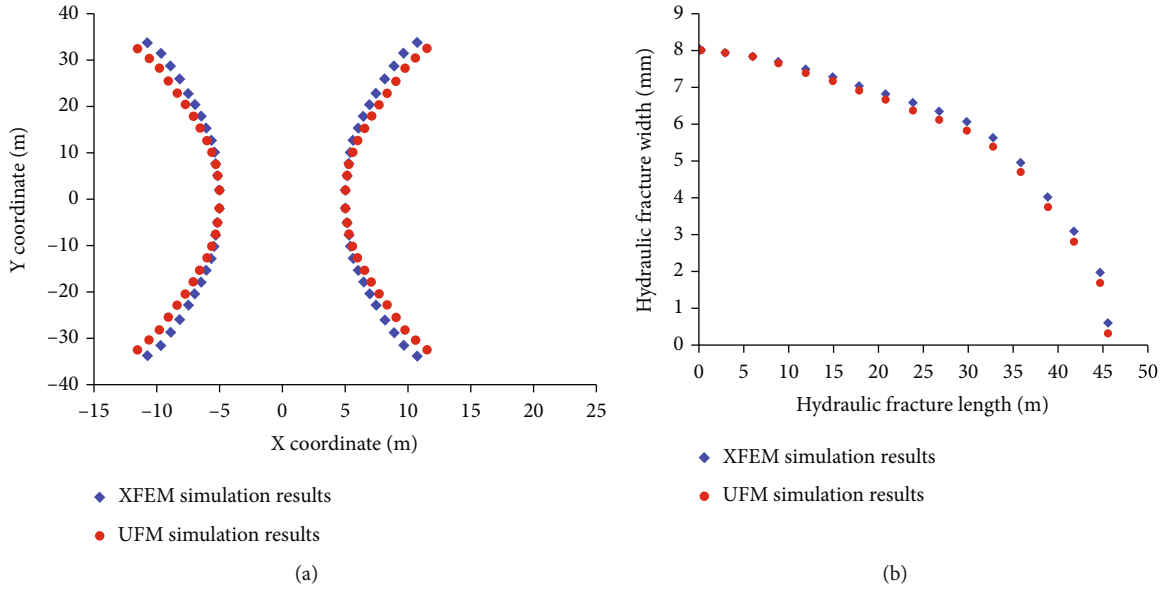 40
30
20
10
0
−10
−20
−30
−40
Y coordinate (m)
−15 −10 −5 0 5 10 15 20 25
X coordinate (m)
XFEM simulation results
UFM simulation results
(a)
9
8
7
6
5
4
3
2
1
0
Hydraulic fracture width (mm)
0 5 10 15 20 25 30 35 40 45 50
Hydraulic fracture length (m)
XFEM simulation results
UFM simulation results
(b)